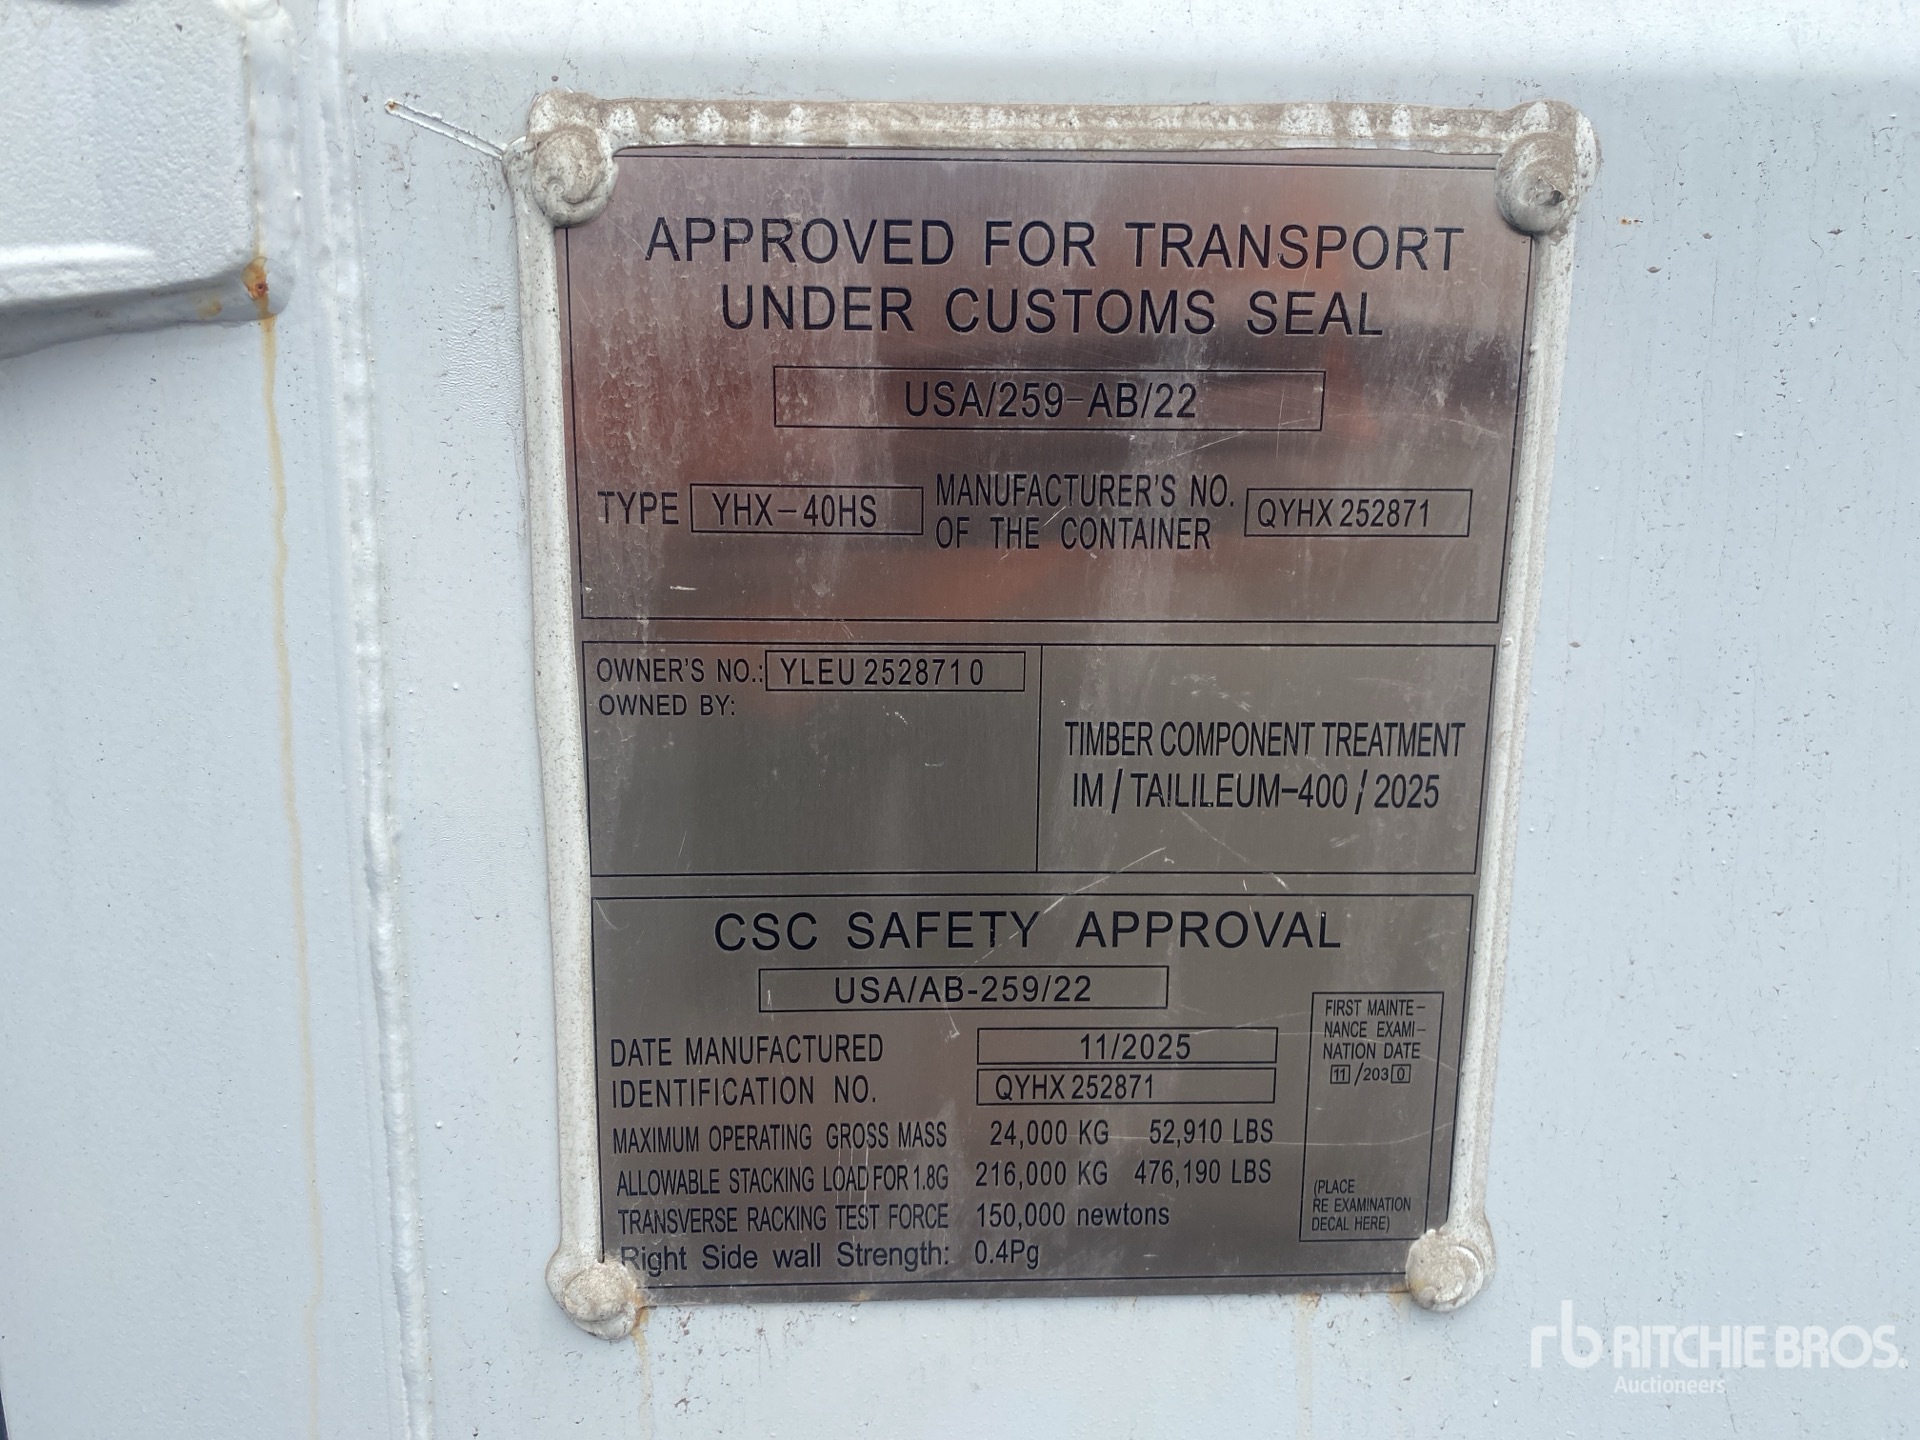 APPROVED FOR TRANSPORT
UNDER CUSTOMS SEAL
USA/259-AB/22
TYPE YHX-40HS MANUFACTURER'S NO. OF THE CONTAINER QYHX 252871
OWNER'S NO.: YLEU 252871 0
OWNED BY:
TIMBER COMPONENT TREATMENT
IM / TAILILEUM-400 / 2025
CSC SAFETY APPROVAL
USA/AB-259/22
DATE MANUFACTURED 11/2025
IDENTIFICATION NO. QYHX 252871
MAXIMUM OPERATING GROSS MASS 24,000 KG 52,910 LBS
ALLOWABLE STACKING LOAD FOR 1.8G 216,000 KG 476,190 LBS
TRANSVERSE RACKING TEST FORCE 150,000 newtons
Right Side wall Strength: 0.4Pg
FIRST MAINTE-
NANCE EXAMI-
NATION DATE
11 /203 0
(PLACE
RE EXAMINATION
DECAL HERE)
rb RITCHIE BROS.
Auctioneers